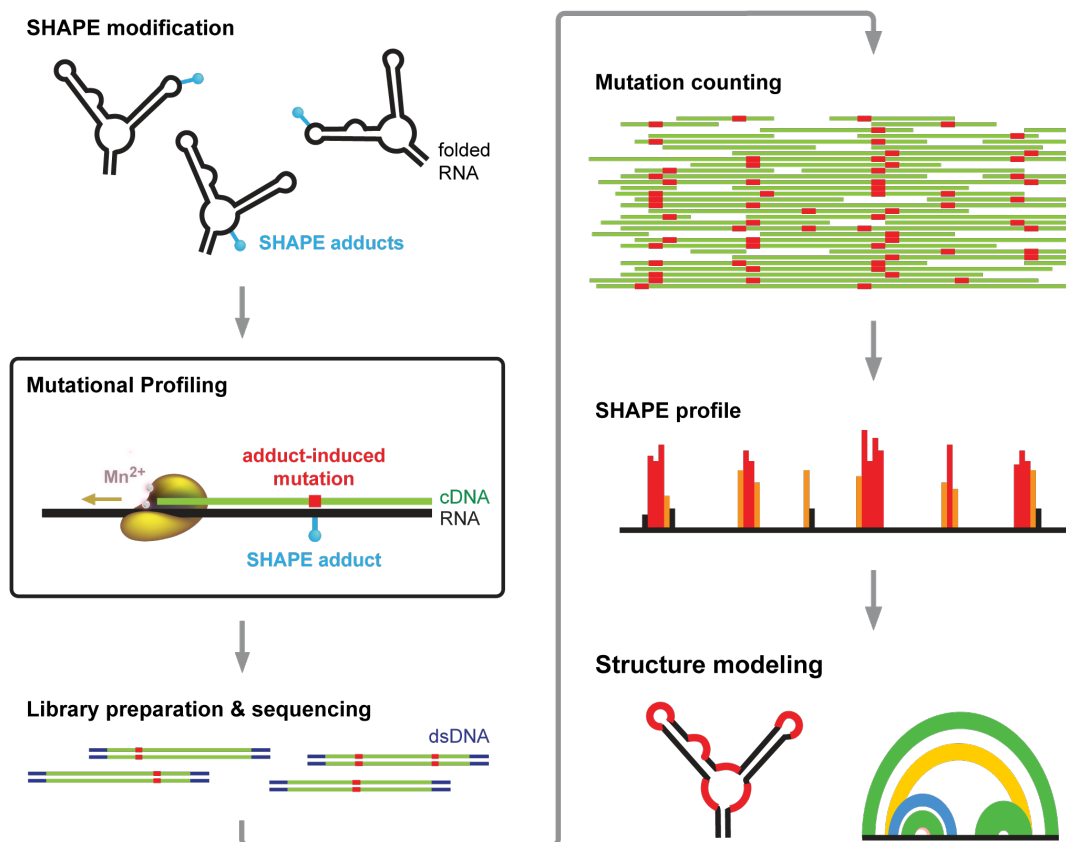 SHAPE modification
folded
RNA
SHAPE adducts
Mutational Profiling
Mn2+
adduct-induced
mutation
cDNA
RNA
SHAPE adduct
Library preparation & sequencing
dsDNA
Mutation counting
SHAPE profile
Structure modeling